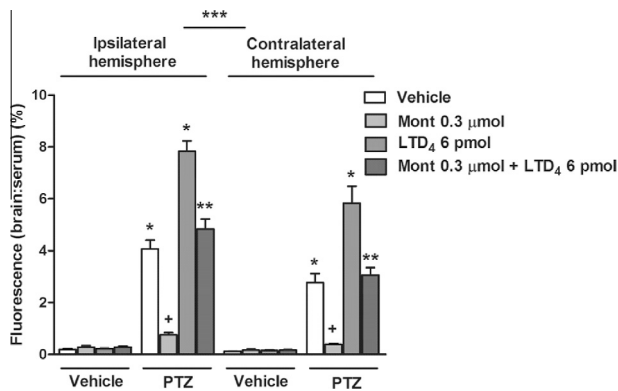 ***
Ipsilateral
hemisphere
Contralateral
hemisphere
Vehicle
Mont 0.3 μmol
LTD₄ 6 pmol
Mont 0.3 μmol + LTD₄ 6 pmol
Fluorescence (brain:serum) (%)
10
8
6
4
2
0
*
+
*
**
*
+
*
**
Vehicle
PTZ
Vehicle
PTZ